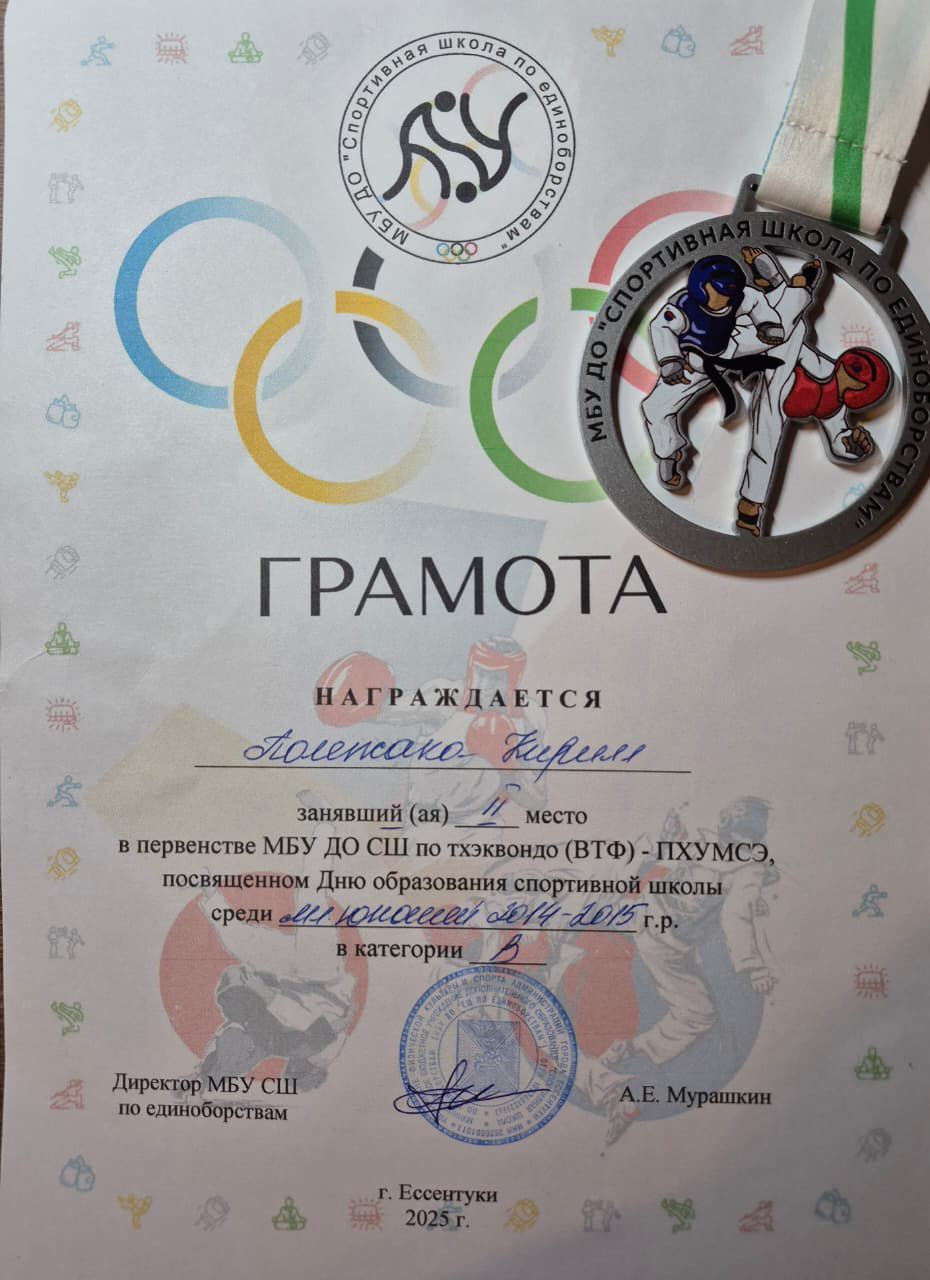 МБУ ДО "Спортивная школа по единоборствам"
МБУ ДО "СПОРТИВНАЯ ШКОЛА ПО ЕДИНОБОРСТВАМ"
ГРАМОТА
НАГРАЖДАЕТСЯ
Кирилл
занявший (ая) II место
в первенстве МБУ ДО СШ по тхэквондо (ВТФ) - ПХУМСЭ,
посвященном Дню образования спортивной школы
среди мл юношей 2014-2015 г.р.
в категории В
Директор МБУ СШ
по единоборствам
А.Е. Мурашкин
г. Ессентуки
2025 г.